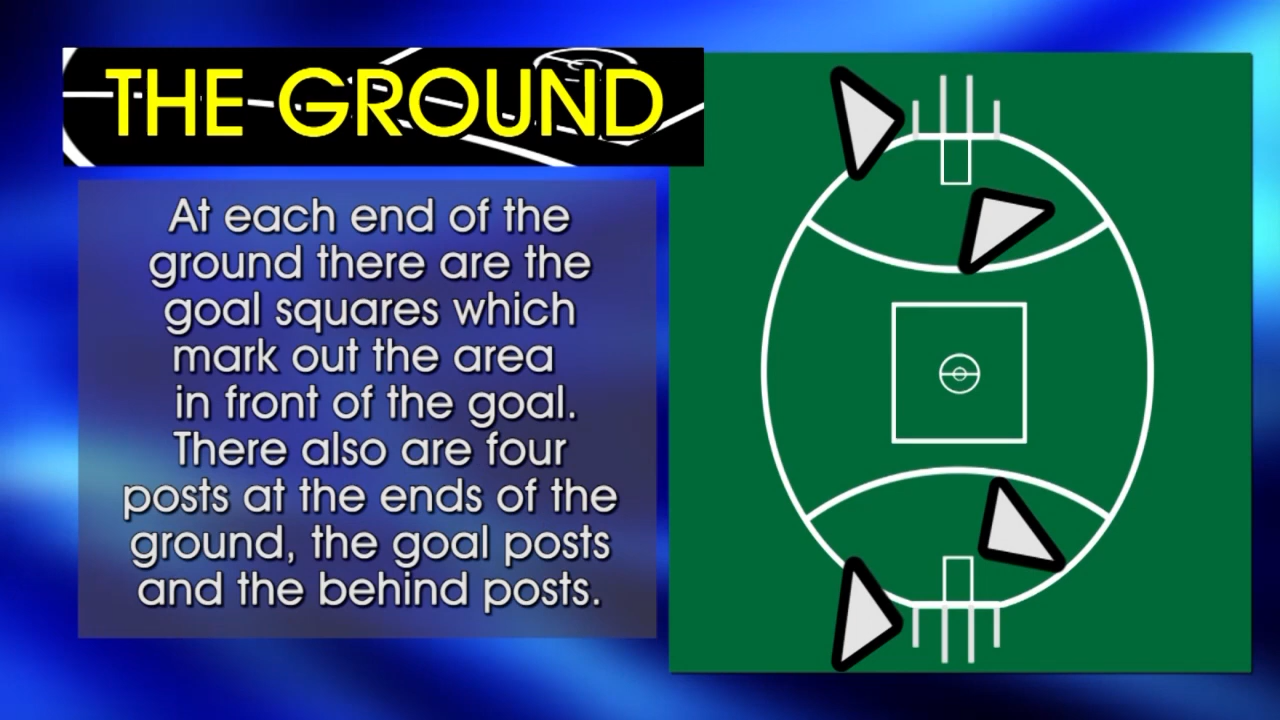 THE GROUND
At each end of the
ground there are the
goal squares which
mark out the area
in front of the goal.
There also are four
posts at the ends of the
ground, the goal posts
and the behind posts.